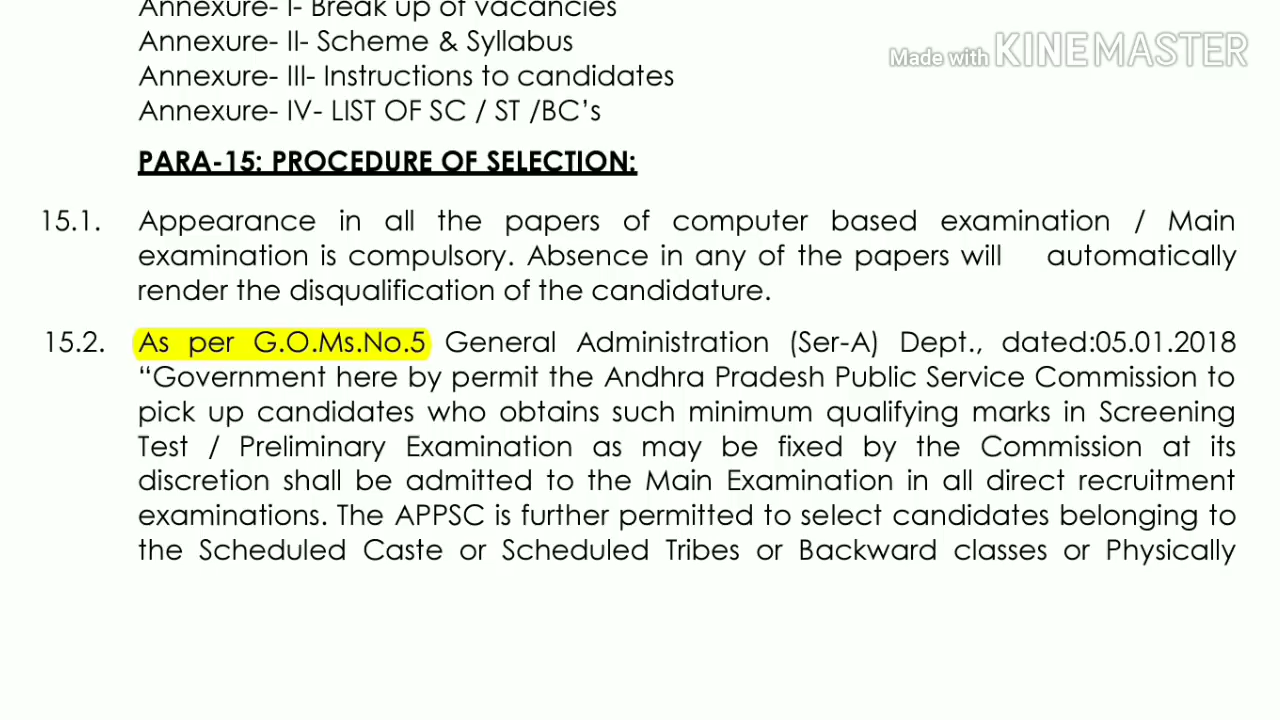 Annexure- I- Break up of vacancies
Annexure- II- Scheme & Syllabus
Made with KINEMASTER
Annexure- III- Instructions to candidates
Annexure- IV- LIST OF SC / ST /BC’s
PARA-15: PROCEDURE OF SELECTION:
15.1. Appearance in all the papers of computer based examination / Main
examination is compulsory. Absence in any of the papers will automatically
render the disqualification of the candidature.
15.2. As per G.O.Ms.No.5 General Administration (Ser-A) Dept., dated:05.01.2018
“Government here by permit the Andhra Pradesh Public Service Commission to
pick up candidates who obtains such minimum qualifying marks in Screening
Test / Preliminary Examination as may be fixed by the Commission at its
discretion shall be admitted to the Main Examination in all direct recruitment
examinations. The APPSC is further permitted to select candidates belonging to
the Scheduled Caste or Scheduled Tribes or Backward classes or Physically